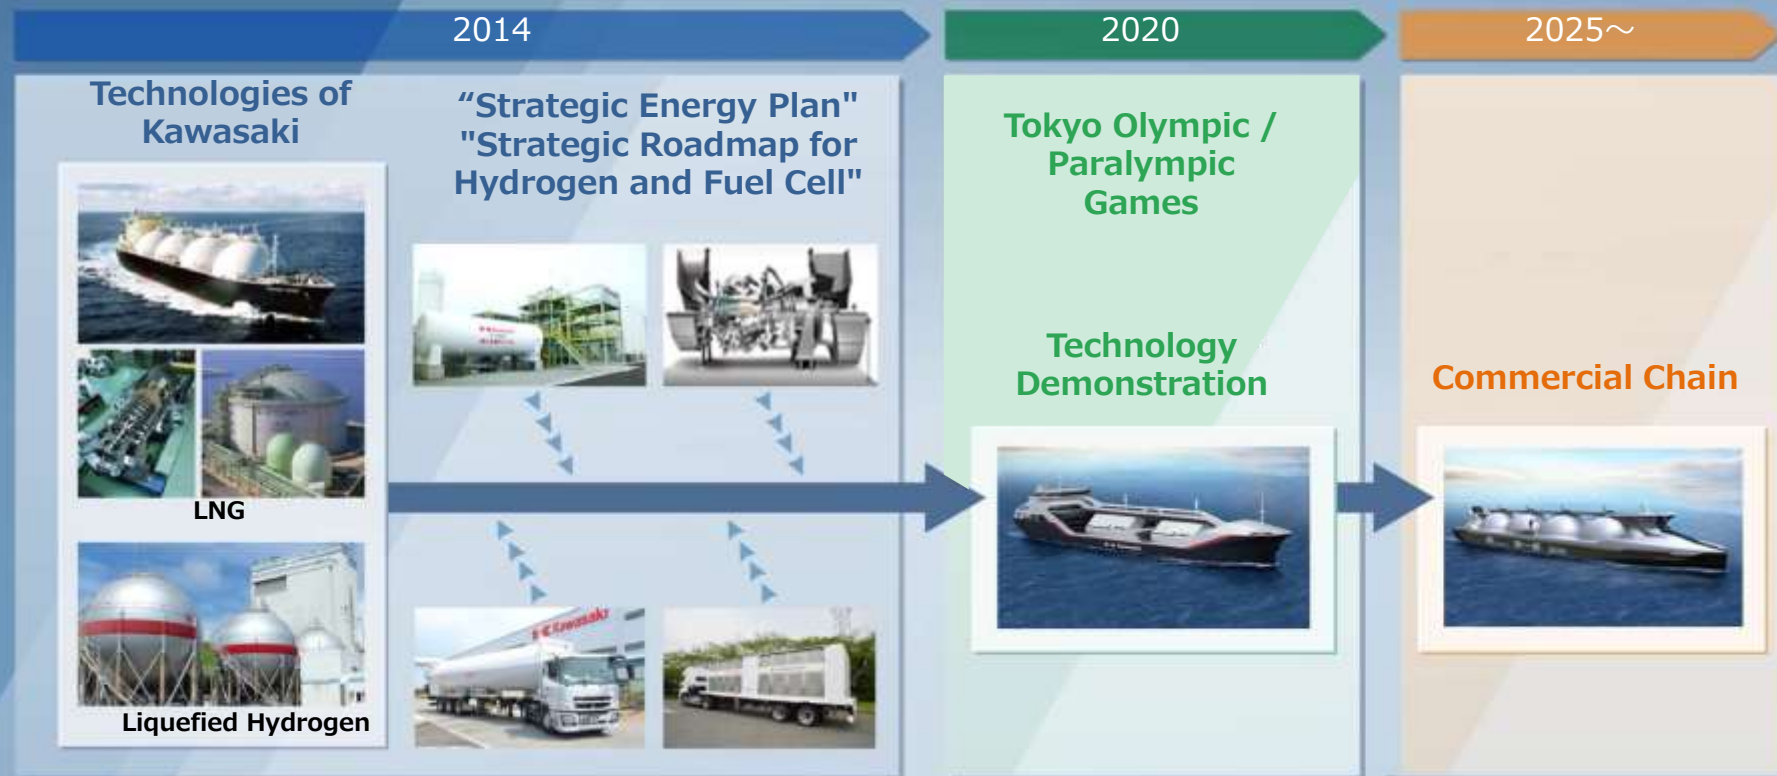 2014
2020
2025～
Technologies of
Kawasaki
“Strategic Energy Plan"
"Strategic Roadmap for
Hydrogen and Fuel Cell"
LNG
Liquefied Hydrogen
Kawasaki
Tokyo Olympic /
Paralympic
Games
Technology
Demonstration
Commercial Chain